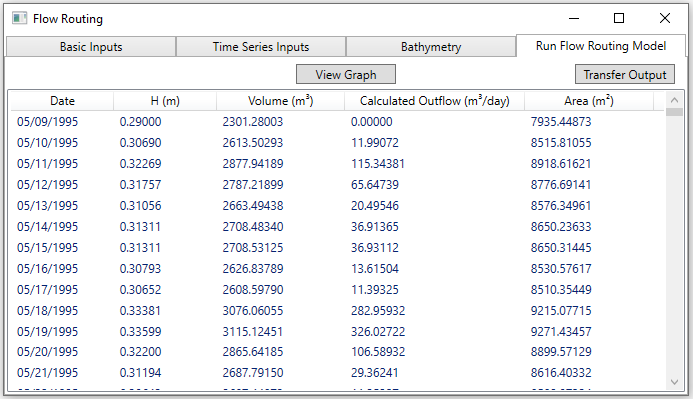 Flow Routing
Basic Inputs Time Series Inputs Bathymetry Run Flow Routing Model
View Graph Transfer Output
Date H (m) Volume (m³) Calculated Outflow (m³/day) Area (m²)
05/09/1995 0.29000 2301.28003 0.00000 7935.44873
05/10/1995 0.30690 2613.50293 11.99072 8515.81055
05/11/1995 0.32269 2877.94189 115.34381 8918.61621
05/12/1995 0.31757 2787.21899 65.64739 8776.69141
05/13/1995 0.31056 2663.49438 20.49546 8576.34961
05/14/1995 0.31311 2708.48340 36.91365 8650.23633
05/15/1995 0.31311 2708.53125 36.93112 8650.31445
05/16/1995 0.30793 2626.83789 13.61504 8530.57617
05/17/1995 0.30652 2608.59790 11.39325 8510.35449
05/18/1995 0.33381 3076.06055 282.95932 9215.07715
05/19/1995 0.33599 3115.12451 326.02722 9271.43457
05/20/1995 0.32200 2865.64185 106.58932 8899.57129
05/21/1995 0.31194 2687.79150 29.36241 8616.40332